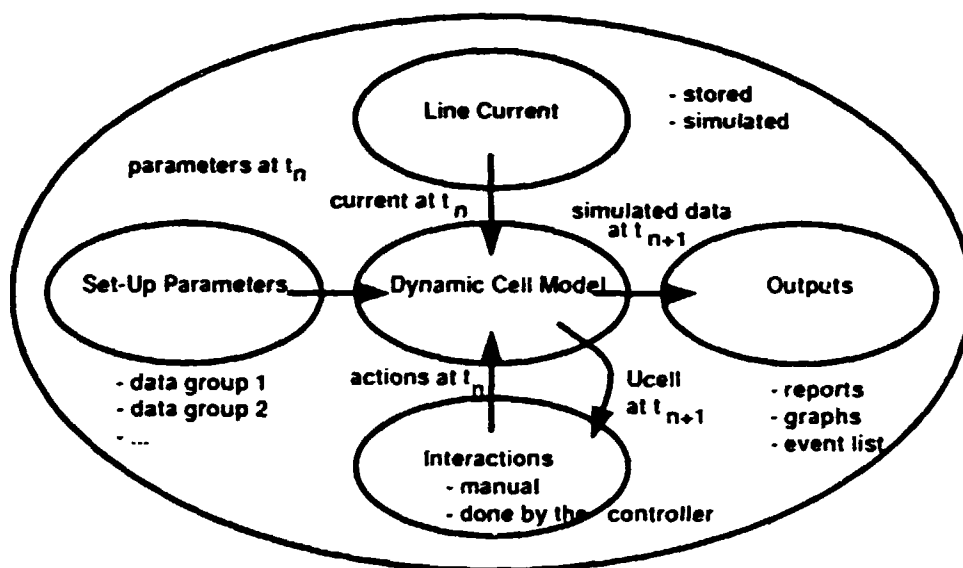 Line Current
- stored
- simulated
parameters at tn
current at tn
simulated data
at tn+1
Set-Up Parameters
Dynamic Cell Model
Outputs
- data group 1
- data group 2
- ...
actions at tn
Ucell
at tn+1
- reports
- graphs
- event list
Interactions
- manual
- done by the controller